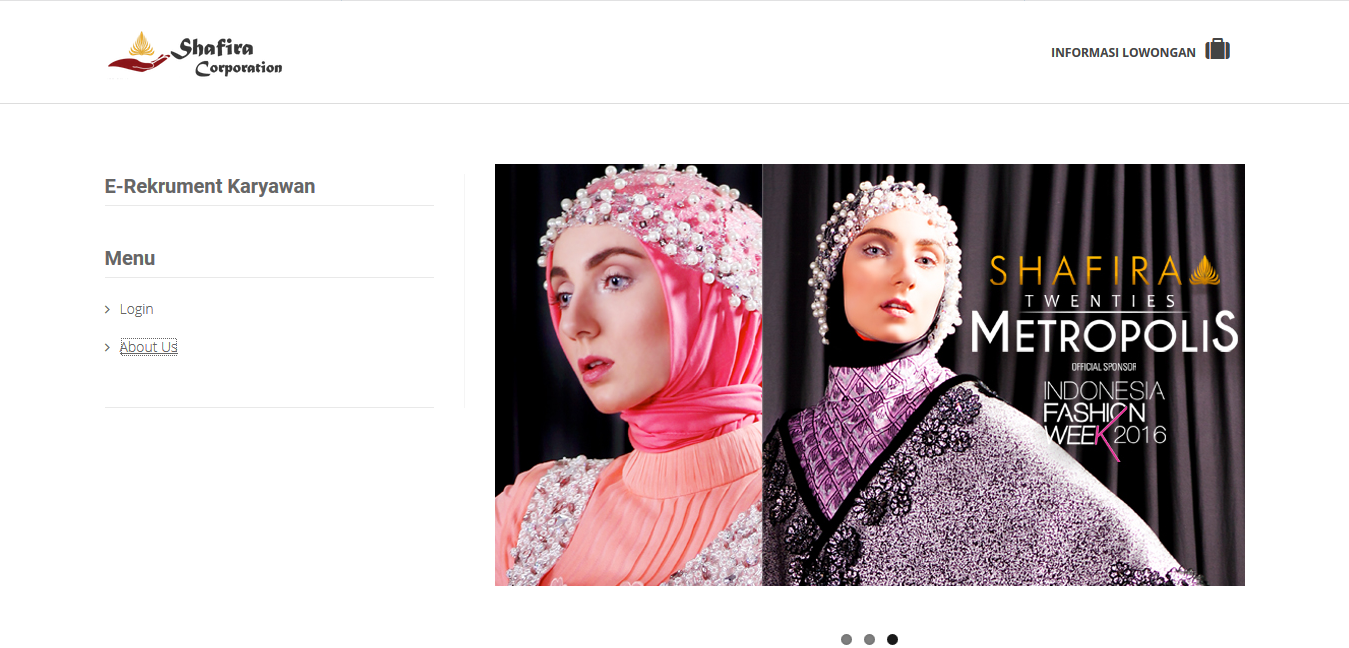 Shafira
Corporation
INFORMASI LOWONGAN
E-Rekrument Karyawan
Menu
Login
About Us
SHAFIRA
TWENTIES
METROPOLIS
OFFICIAL SPONSOR
INDONESIA
FASHION
WEEK 2016